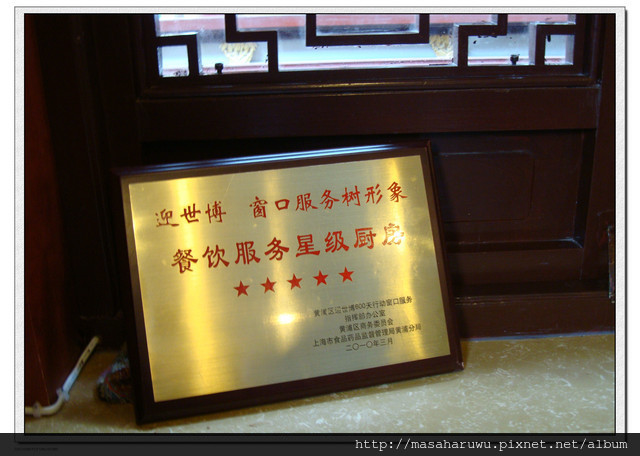 迎世博 窗口服务树形象
餐饮服务星级厨房
★★★★★
黄浦区迎世博600天行动窗口服务
指挥部办公室
黄浦区商务委员会
上海市食品药品监督管理局黄浦分局
二〇一〇年三月
http://masaharuwu.pixnet.net/album